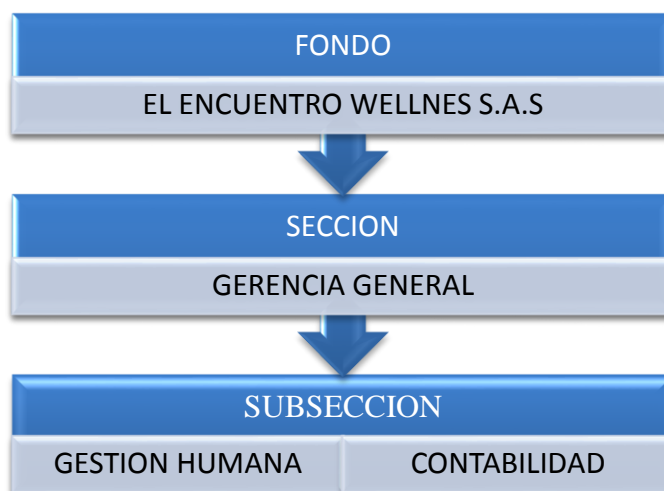 FONDO
EL ENCUENTRO WELLNES S.A.S
SECCION
GERENCIA GENERAL
SUBSECCION
GESTION HUMANA CONTABILIDAD